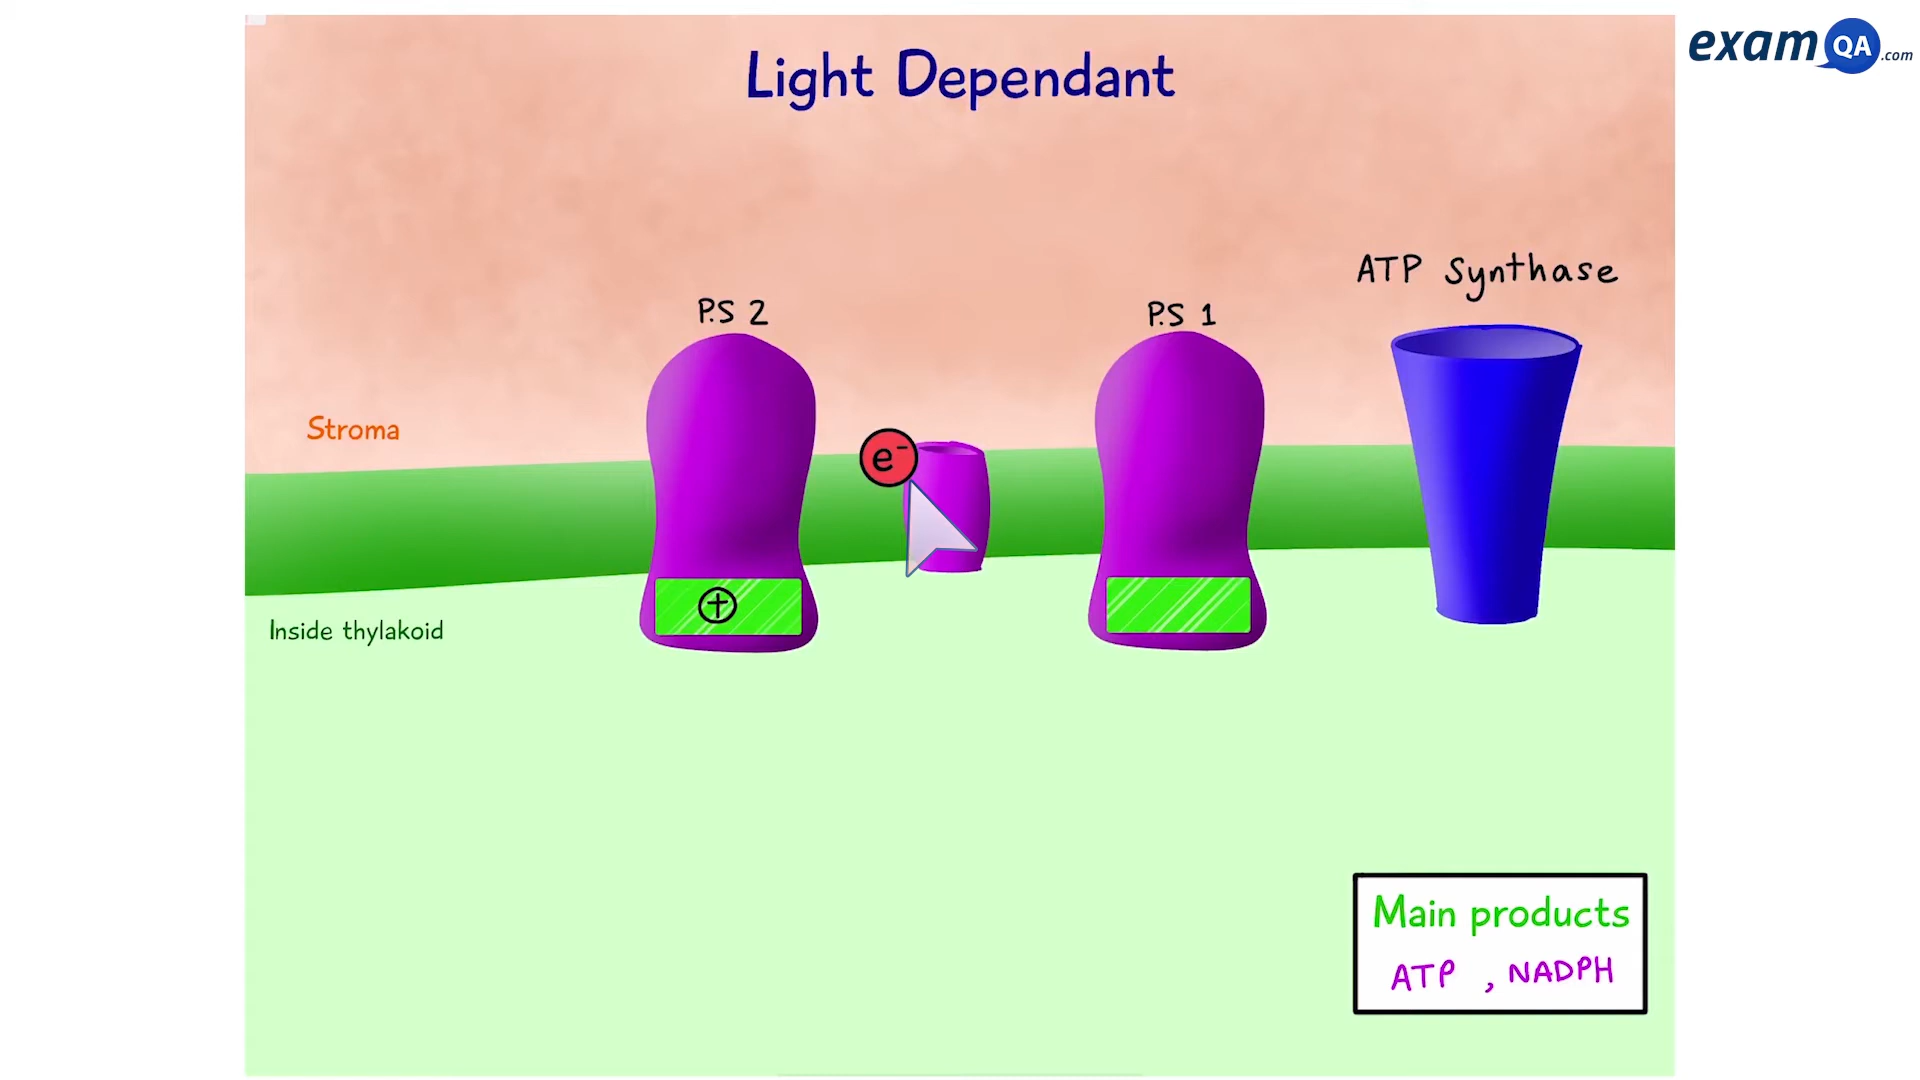 examQA.com
Light Dependant
ATP Synthase
P.S 2
P.S 1
Stroma
e⁻
+
Inside thylakoid
Main products
ATP , NADPH